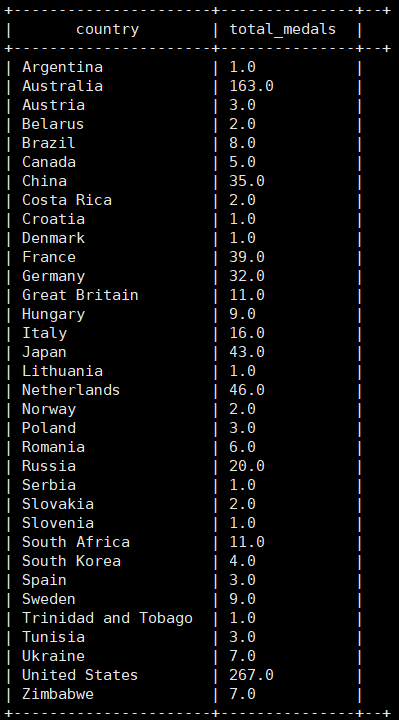 +----------------------+---------------+--+
|       country        | total_medals  |
+----------------------+---------------+--+
| Argentina            | 1.0           |
| Australia            | 163.0         |
| Austria              | 3.0           |
| Belarus              | 2.0           |
| Brazil               | 8.0           |
| Canada               | 5.0           |
| China                | 35.0          |
| Costa Rica           | 2.0           |
| Croatia              | 1.0           |
| Denmark              | 1.0           |
| France               | 39.0          |
| Germany              | 32.0          |
| Great Britain        | 11.0          |
| Hungary              | 9.0           |
| Italy                | 16.0          |
| Japan                | 43.0          |
| Lithuania            | 1.0           |
| Netherlands          | 46.0          |
| Norway               | 2.0           |
| Poland               | 3.0           |
| Romania              | 6.0           |
| Russia               | 20.0          |
| Serbia               | 1.0           |
| Slovakia             | 2.0           |
| Slovenia             | 1.0           |
| South Africa         | 11.0          |
| South Korea          | 4.0           |
| Spain                | 3.0           |
| Sweden               | 9.0           |
| Trinidad and Tobago  | 1.0           |
| Tunisia              | 3.0           |
| Ukraine              | 7.0           |
| United States        | 267.0         |
| Zimbabwe             | 7.0           |
+----------------------+---------------+--+